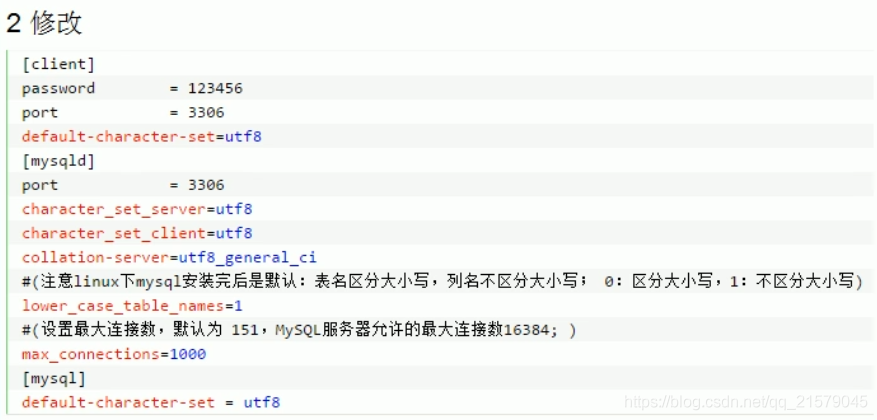 2 修改
[client]
password = 123456
port = 3306
default-character-set=utf8
[mysqld]
port = 3306
character_set_server=utf8
character_set_client=utf8
collation-server=utf8_general_ci
#(注意linux下mysql安装完后是默认：表名区分大小写，列名不区分大小写； 0：区分大小写，1：不区分大小写)
lower_case_table_names=1
#(设置最大连接数，默认为 151，MySQL服务器允许的最大连接数16384; )
max_connections=1000
[mysql]
default-character-set = utf8
https://blog.csdn.net/qq_21579045